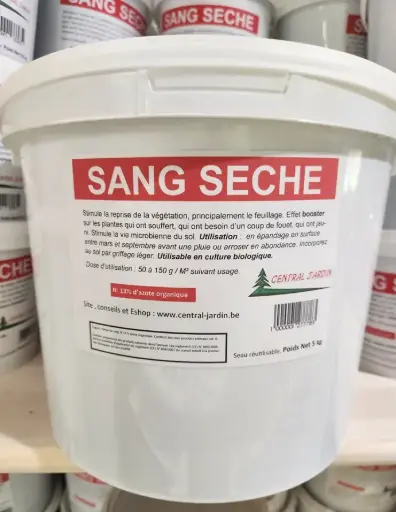 SANG SECHE
SANG SECHE
SANG SECHE
SANG SECHE
Stimule la reprise de la végétation, principalement le feuillage. Effet booster
sur les plantes qui ont souffert, qui ont besoin d'un coup de fouet, qui ont jau-
ni. Stimule la vie microbienne du sol. Utilisation : en épandage en surface
entre mars et septembre avant une pluie ou arroser en abondance. Incorporez
au sol par griffage léger. Utilisable en culture biologique.
Dose d'utilisation : 50 à 150 g / M² suivant usage.
CENTRAL JARDIN
N: 13% d'azote organique
Site , conseils et Eshop : www.central-jardin.be
Seau réutilisable. Poids Net 5 kg